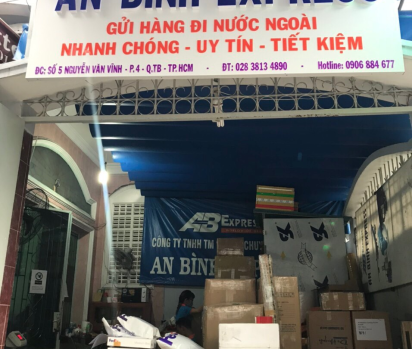 AN BÌNH EXPRESS
GỬI HÀNG ĐI NƯỚC NGOÀI
NHANH CHÓNG - UY TÍN - TIẾT KIỆM
ĐC: SỐ 5 NGUYỄN VĂN VĨNH - P.4 - Q.TB - TP.HCM - ĐT: 028 3813 4890 - Hotline: 0906 884 677
AB EXPRESS
CÔNG TY TNHH TM
AN BÌNH